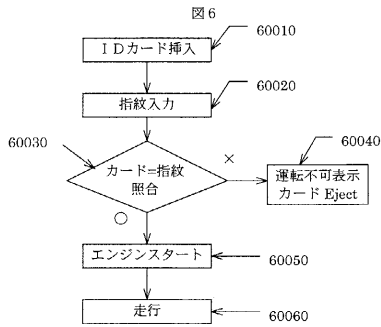 図6
IDカード挿入
60010
指紋入力
60020
60030
カード=指紋
照合
×
60040
運転不可表示
カード Eject
○
エンジンスタート
60050
走行
60060